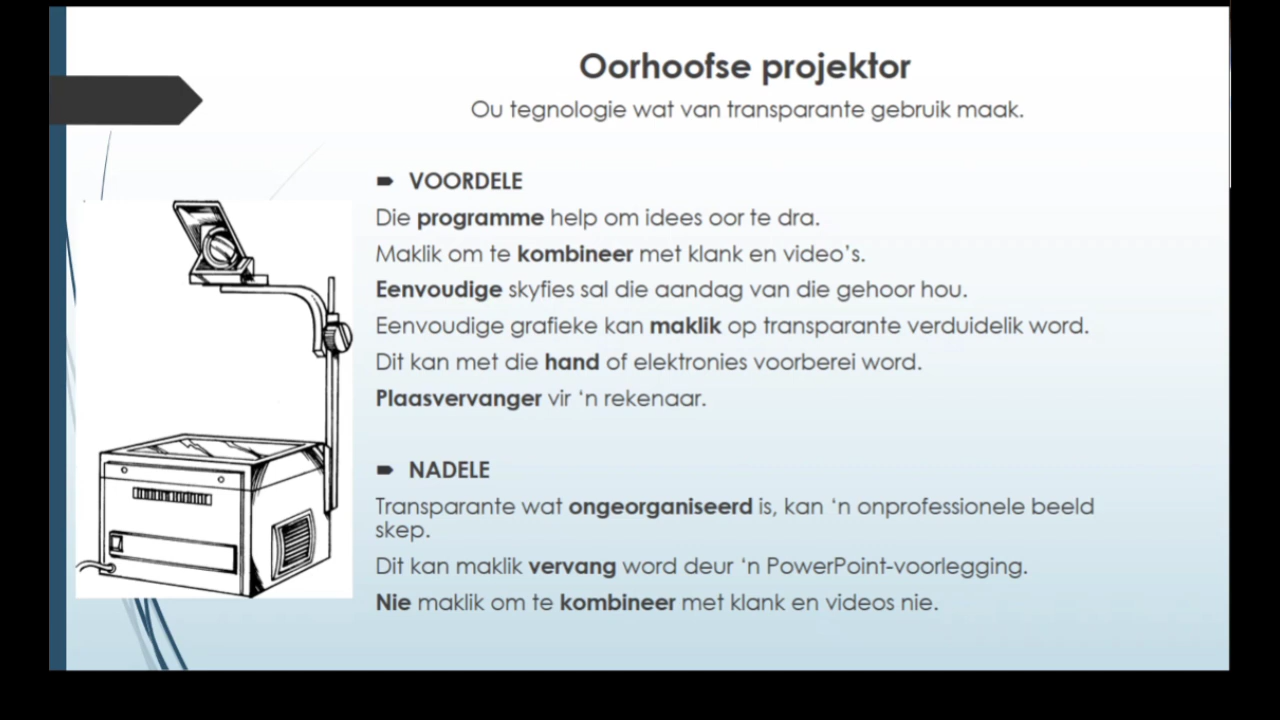 Oorhoofse projektor
Ou tegnologie wat van transparante gebruik maak.
VOORDELE
Die programme help om idees oor te dra.
Maklik om te kombineer met klank en video’s.
Eenvoudige skyfies sal die aandag van die gehoor hou.
Eenvoudige grafieke kan maklik op transparante verduidelik word.
Dit kan met die hand of elektronies voorberei word.
Plaasvervanger vir ‘n rekenaar.
NADELE
Transparante wat ongeorganiseerd is, kan ‘n onprofessionele beeld
skep.
Dit kan maklik vervang word deur ‘n PowerPoint-voorlegging.
Nie maklik om te kombineer met klank en videos nie.